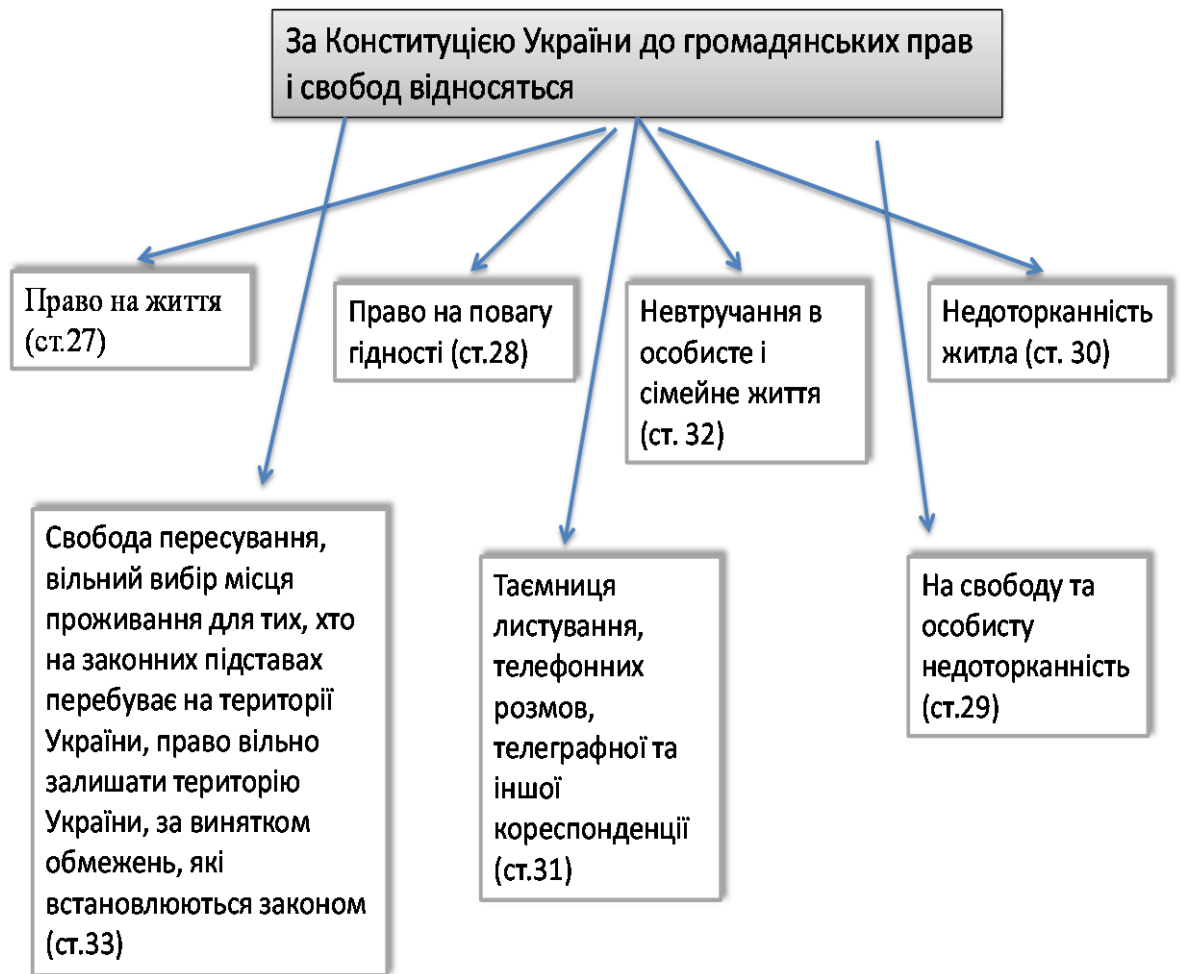 За Конституцією України до громадянських прав
і свобод відносяться
Право на життя
(ст.27)
Право на повагу
гідності (ст.28)
Невтручання в
особисте і
сімейне життя
(ст. 32)
Недоторканність
житла (ст. 30)
Свобода пересування,
вільний вибір місця
проживання для тих, хто
на законних підставах
перебуває на території
України, право вільно
залишати територію
України, за винятком
обмежень, які
встановлюються законом
(ст.33)
Таємниця
листування,
телефонних
розмов,
телеграфної та
іншої
кореспонденції
(ст.31)
На свободу та
особисту
недоторканність
(ст.29)